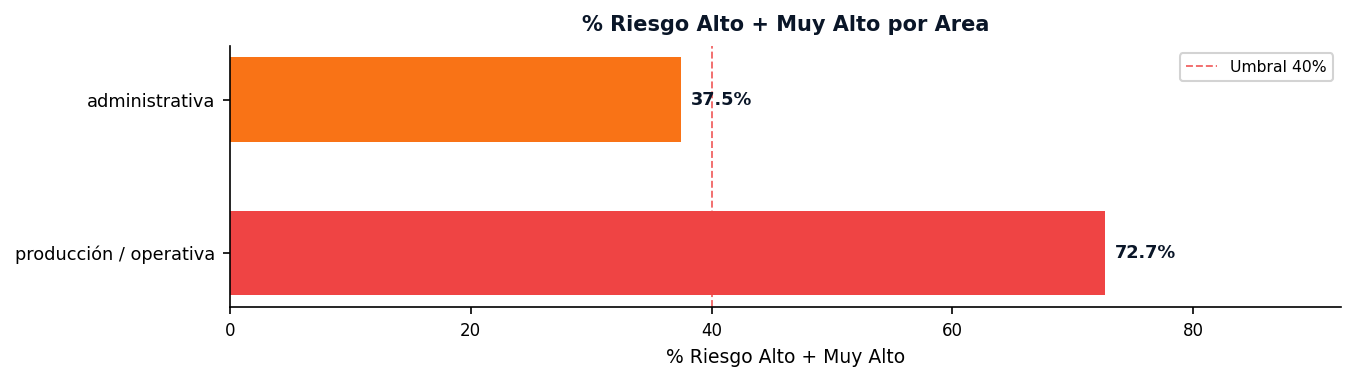 % Riesgo Alto + Muy Alto por Area
Umbral 40%
administrativa
37.5%
producción / operativa
72.7%
0 20 40 60 80
% Riesgo Alto + Muy Alto